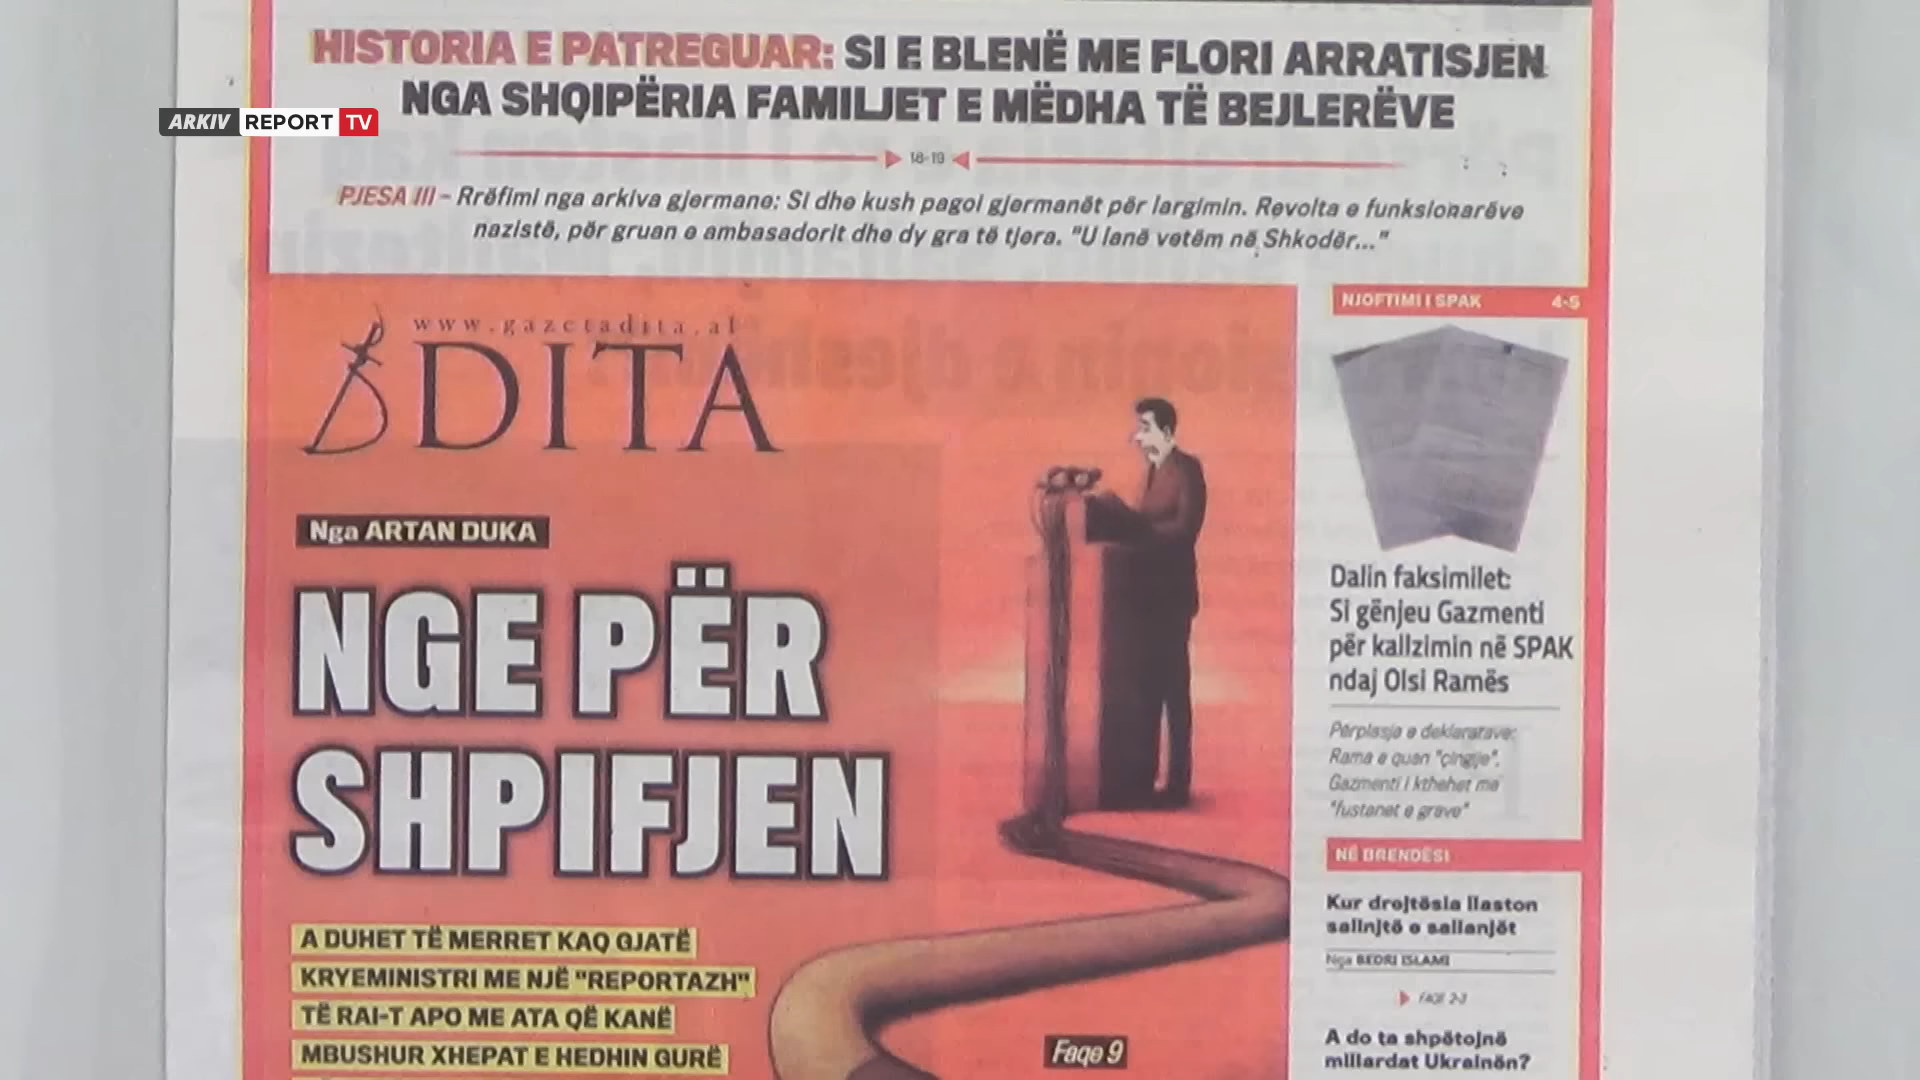 HISTORIA E PATREGUAR: SI E BLENË ME FLORI ARRATISJEN
NGA SHQIPËRIA FAMILJET E MËDHA TË BEJLERËVE
ARKIV REPORT TV
18-19
PJESA III - Rrëfimi nga arkiva gjermane: Si dhe kush pagoi gjermanët për largimin. Revolta e funksionarëve
nazistë, për gruan e ambasadorit dhe dy gra të tjera. "U lanë vetëm në Shkodër..."
www.gazetadita.al
DITA
Nga ARTAN DUKA
NGE PËR
SHPIFJEN
A DUHET TË MERRET KAQ GJATË
KRYEMINISTRI ME NJË "REPORTAZH"
TË RAI-T APO ME ATA QË KANË
MBUSHUR XHEPAT E HEDHIN GURË
Faqe 9
NJOFTIMI I SPAK 4-5
Dalin faksimilet:
Si gënjeu Gazmenti
për kallzimin në SPAK
ndaj Olsi Ramës
Përplasja e deklaratave:
Rama e quan "çingije",
Gazmenti i kthehet me
"fustanet e grave"
NË BRENDËSI
Kur drejtësia llaston
salinjtë e sallanjët
Nga BEDRI ISLAMI
FAQE 2-3
A do ta shpëtojnë
miliardat Ukrainën?